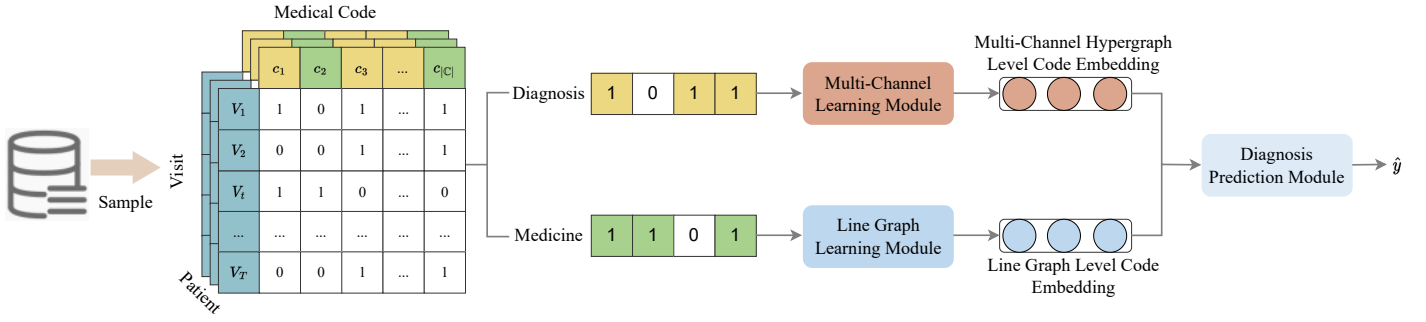 Medical Code
c₁ c₂ c₃ ... c|ℂ|
V₁ 1 0 1 ... 1
V₂ 0 0 1 ... 1
Vₜ 1 1 0 ... 0
... ... ... ... ... ...
V_T 0 0 1 ... 1
Visit
Patient
Sample
Diagnosis
1 0 1 1
Multi-Channel
Learning Module
Multi-Channel Hypergraph
Level Code Embedding
Medicine
1 1 0 1
Line Graph
Learning Module
Line Graph Level Code
Embedding
Diagnosis
Prediction Module
ŷ